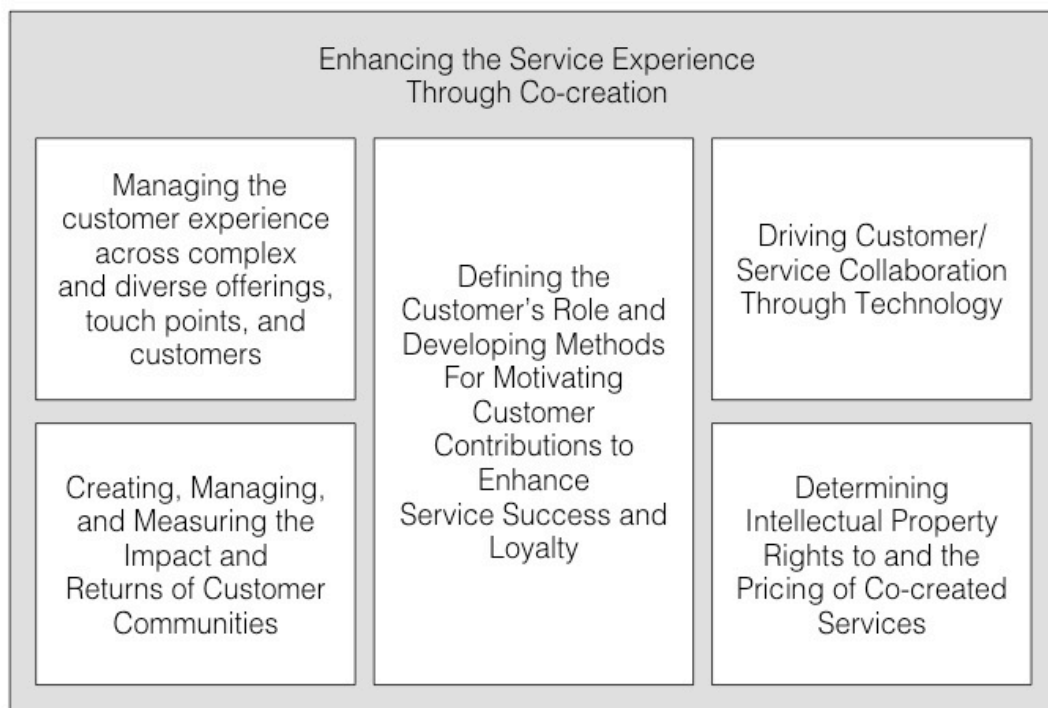 Enhancing the Service Experience
Through Co-creation
Managing the
customer experience
across complex
and diverse offerings,
touch points, and
customers
Creating, Managing,
and Measuring the
Impact and
Returns of Customer
Communities
Defining the
Customer's Role and
Developing Methods
For Motivating
Customer
Contributions to
Enhance
Service Success and
Loyalty
Driving Customer/
Service Collaboration
Through Technology
Determining
Intellectual Property
Rights to and the
Pricing of Co-created
Services